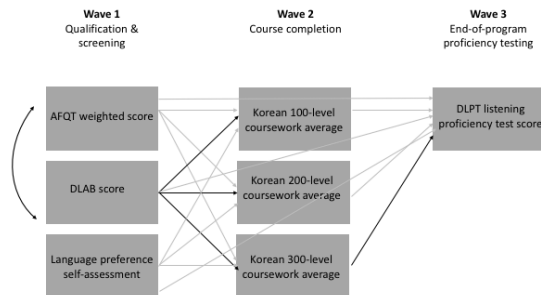 Wave 1
Qualification &
screening
Wave 2
Course completion
Wave 3
End-of-program
proficiency testing
AFQT weighted score
DLAB score
Language preference
self-assessment
Korean 100-level
coursework average
Korean 200-level
coursework average
Korean 300-level
coursework average
DLPT listening
proficiency test score